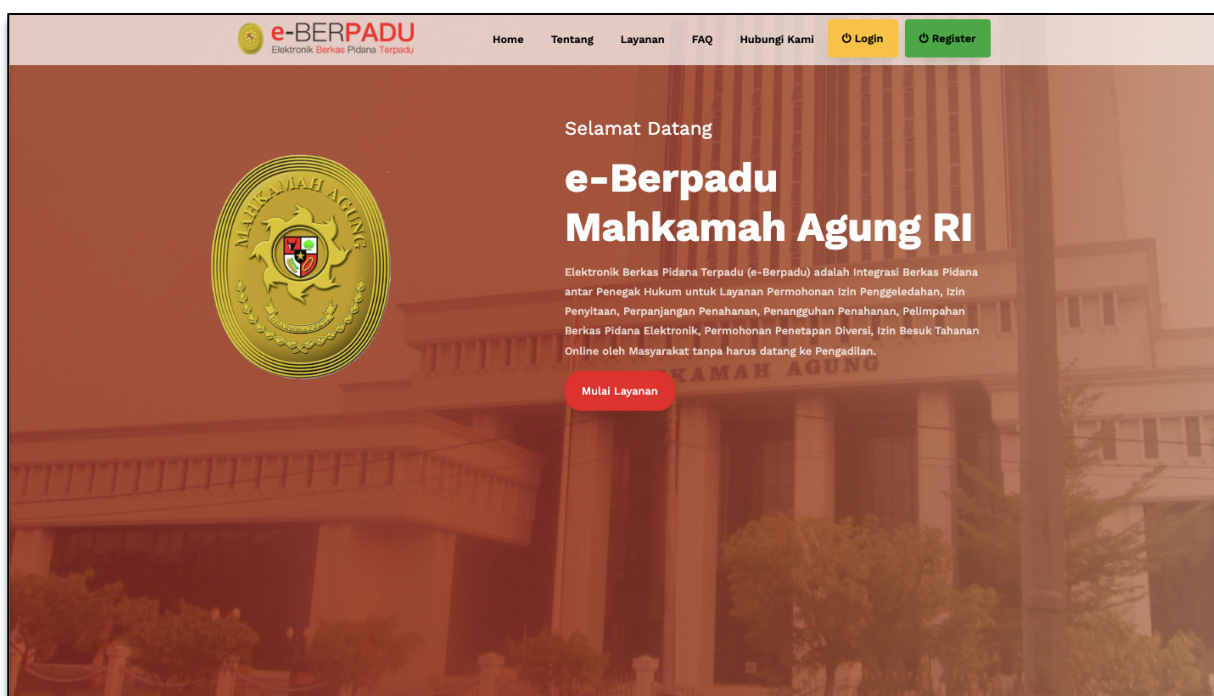 e-BERPADU
Elektronik Berkas Pidana Terpadu
Home Tentang Layanan FAQ Hubungi Kami Login Register
Selamat Datang
e-Berpadu
Mahkamah Agung RI
MAHKAMAH AGUNG
Elektronik Berkas Pidana Terpadu (e-Berpadu) adalah Integrasi Berkas Pidana
antar Penegak Hukum untuk Layanan Permohonan Izin Penggeledahan, Izin
Penyitaan, Perpanjangan Penahanan, Penangguhan Penahanan, Pelimpahan
Berkas Pidana Elektronik, Permohonan Penetapan Diversi, Izin Besuk Tahanan
Online oleh Masyarakat tanpa harus datang ke Pengadilan.
KAMAH AGUNG
Mulai Layanan